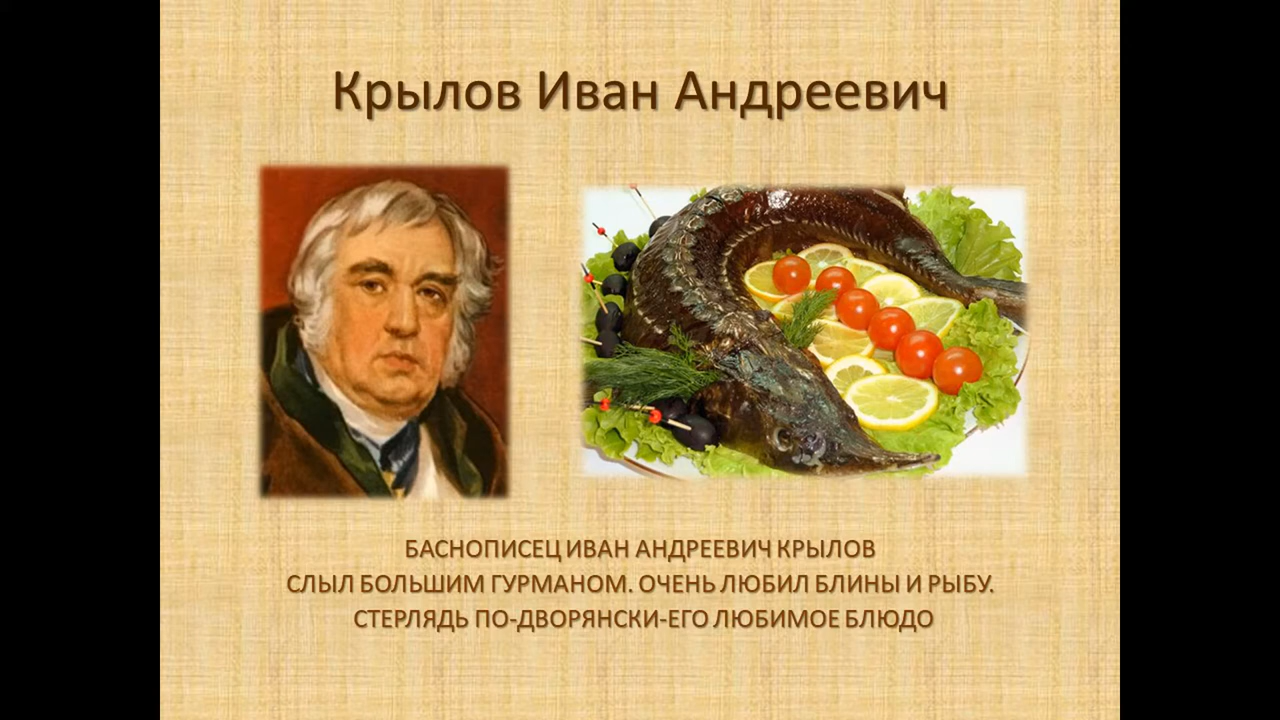 Крылов Иван Андреевич
БАСНОПИСЕЦ ИВАН АНДРЕЕВИЧ КРЫЛОВ
СЛЫЛ БОЛЬШИМ ГУРМАНОМ. ОЧЕНЬ ЛЮБИЛ БЛИНЫ И РЫБУ.
СТЕРЛЯДЬ ПО-ДВОРЯНСКИ-ЕГО ЛЮБИМОЕ БЛЮДО